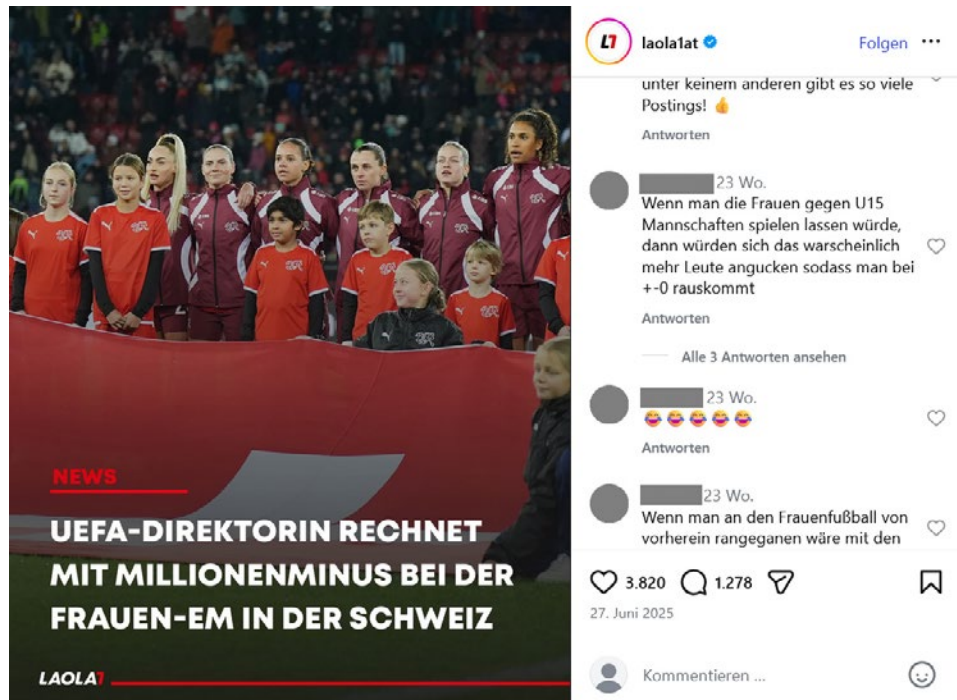 NEWS
UEFA-DIREKTORIN RECHNET
MIT MILLIONENMINUS BEI DER
FRAUEN-EM IN DER SCHWEIZ
LAOLA1
L1
laola1at
Folgen
unter keinem anderen gibt es so viele
Postings! 👍
Antworten
23 Wo.
Wenn man die Frauen gegen U15
Mannschaften spielen lassen würde,
dann würden sich das warscheinlich
mehr Leute angucken sodass man bei
+-0 rauskommt
Antworten
Alle 3 Antworten ansehen
23 Wo.
😂😂😂😂😂
Antworten
23 Wo.
Wenn man an den Frauenfußball von
vorherein rangeganen wäre mit den
3.820 1.278
27. Juni 2025
Kommentieren ...